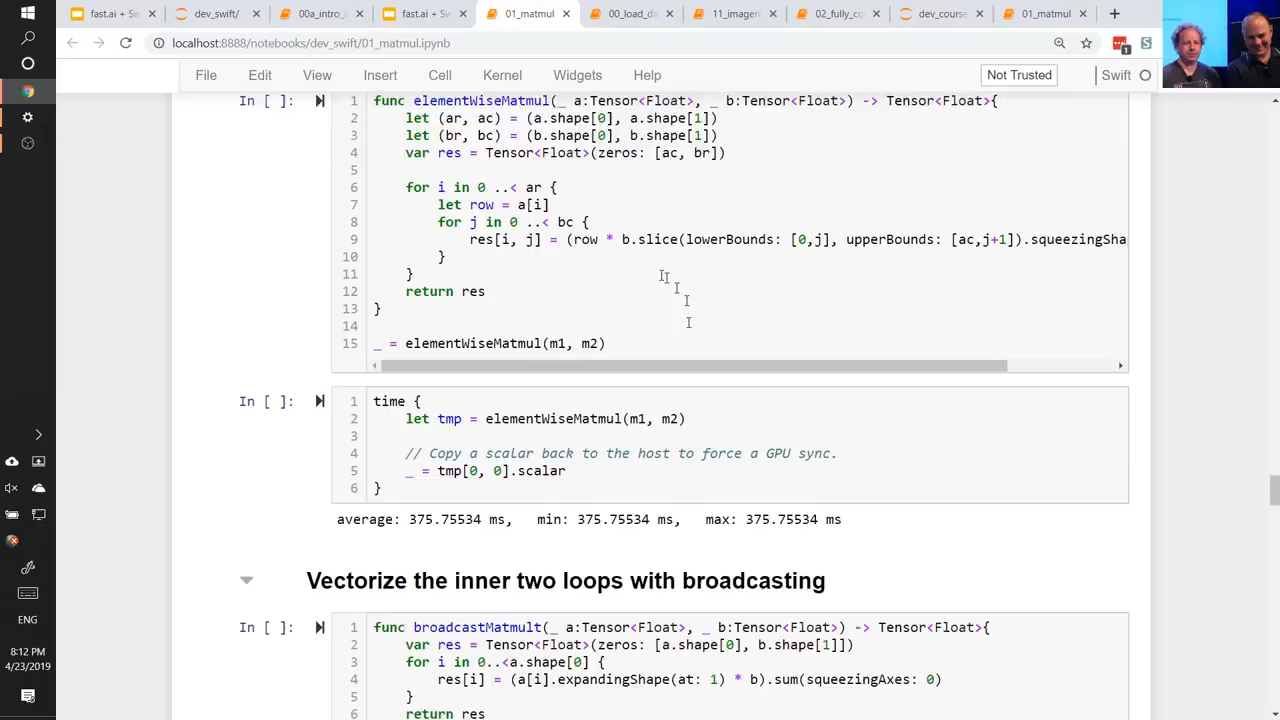 fast.ai + S
dev_swift/
00a_intro_a
fast.ai + Sw
01_matmul
00_load_da
11_imagen
02_fully_co
dev_course
01_matmul
localhost:8888/notebooks/dev_swift/01_matmul.ipynb
1
File Edit View Insert Cell Kernel Widgets Help
Not Trusted
Swift
In [ ]:
1 func elementWiseMatmul(_ a:Tensor<Float>, _ b:Tensor<Float>) -> Tensor<Float>{
2 let (ar, ac) = (a.shape[0], a.shape[1])
3 let (br, bc) = (b.shape[0], b.shape[1])
4 var res = Tensor<Float>(zeros: [ac, br])
5
6 for i in 0 ..< ar {
7 let row = a[i]
8 for j in 0 ..< bc {
9 res[i, j] = (row * b.slice(lowerBounds: [0,j], upperBounds: [ac,j+1]).squeezingSha
10 }
11 }
12 return res
13 }
14
15 _ = elementWiseMatmul(m1, m2)
In [ ]:
1 time {
2 let tmp = elementWiseMatmul(m1, m2)
3
4 // Copy a scalar back to the host to force a GPU sync.
5 _ = tmp[0, 0].scalar
6 }
average: 375.75534 ms, min: 375.75534 ms, max: 375.75534 ms
Vectorize the inner two loops with broadcasting
In [ ]:
1 func broadcastMatmult(_ a:Tensor<Float>, _ b:Tensor<Float>) -> Tensor<Float>{
2 var res = Tensor<Float>(zeros: [a.shape[0], b.shape[1]])
3 for i in 0..<a.shape[0] {
4 res[i] = (a[i].expandingShape(at: 1) * b).sum(squeezingAxes: 0)
5 }
6 return res
ENG
8:12 PM
4/23/2019